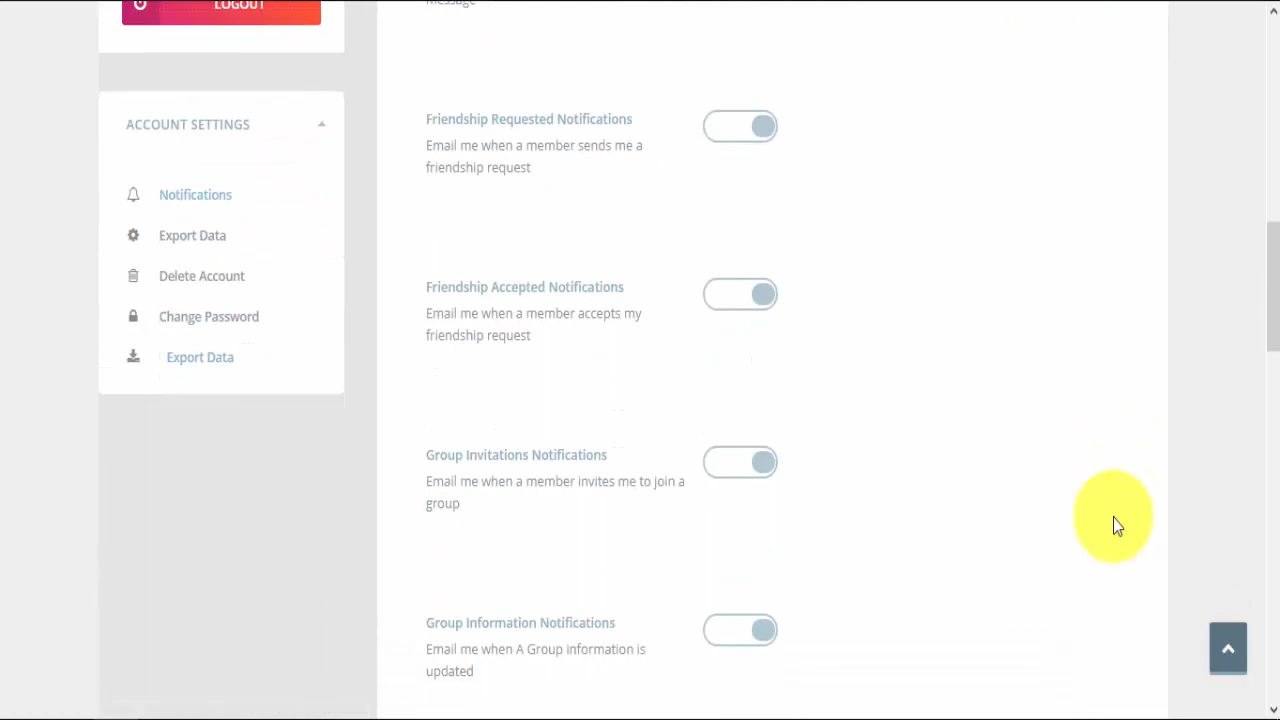 LOGOUT
Message
ACCOUNT SETTINGS
Notifications
Export Data
Delete Account
Change Password
Export Data
Friendship Requested Notifications
Email me when a member sends me a
friendship request
Friendship Accepted Notifications
Email me when a member accepts my
friendship request
Group Invitations Notifications
Email me when a member invites me to join a
group
Group Information Notifications
Email me when A Group information is
updated